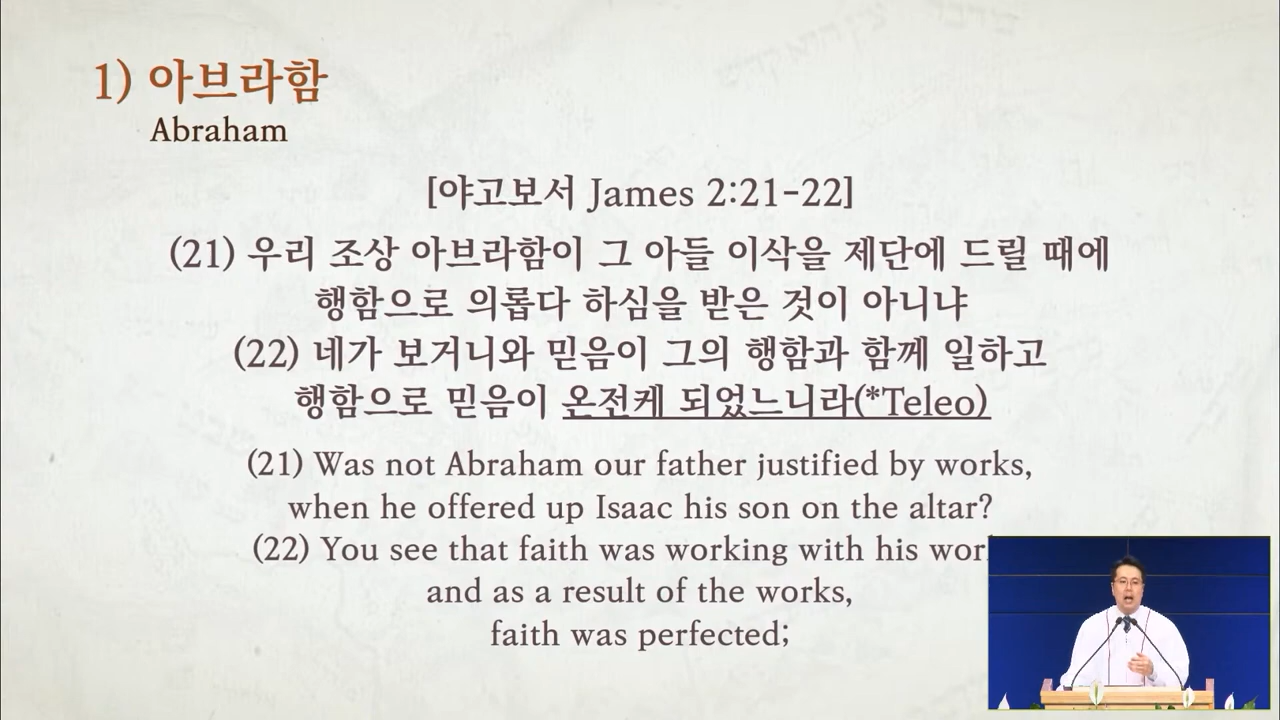 1) 아브라함
Abraham
[야고보서 James 2:21-22]
(21) 우리 조상 아브라함이 그 아들 이삭을 제단에 드릴 때에
행함으로 의롭다 하심을 받은 것이 아니냐
(22) 네가 보거니와 믿음이 그의 행함과 함께 일하고
행함으로 믿음이 온전케 되었느니라(*Teleo)
(21) Was not Abraham our father justified by works,
when he offered up Isaac his son on the altar?
(22) You see that faith was working with his
and as a result of the works,
faith was perfected;